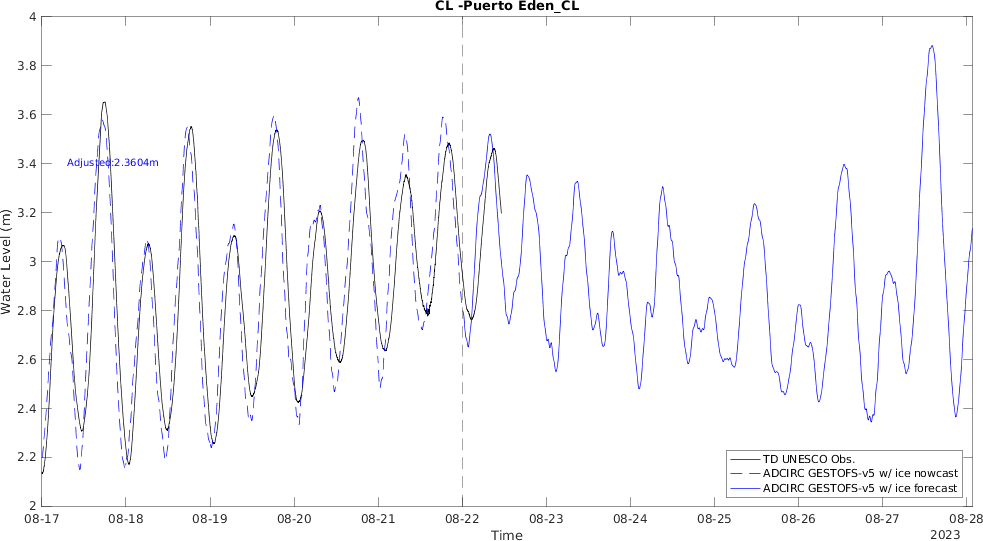 CL -Puerto Eden_CL
4
3.8
3.6
3.4
3.2
3
2.8
2.6
2.4
2.2
2
Water Level (m)
Adjusted:2.3604m
TD UNESCO Obs.
ADCIRC GESTOFS-v5 w/ ice nowcast
ADCIRC GESTOFS-v5 w/ ice forecast
08-17 08-18 08-19 08-20 08-21 08-22 08-23 08-24 08-25 08-26 08-27 08-28
Time
2023